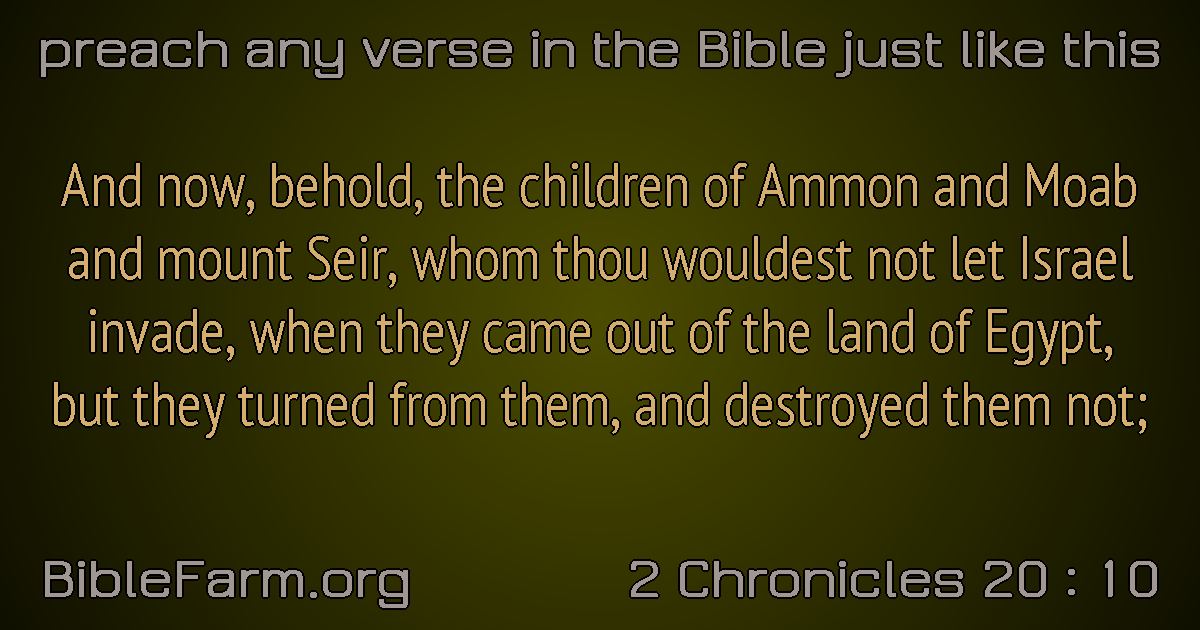 preach any verse in the Bible just like this
And now, behold, the children of Ammon and Moab
and mount Seir, whom thou wouldest not let Israel
invade, when they came out of the land of Egypt,
but they turned from them, and destroyed them not;
BibleFarm.org
2 Chronicles 20 : 10